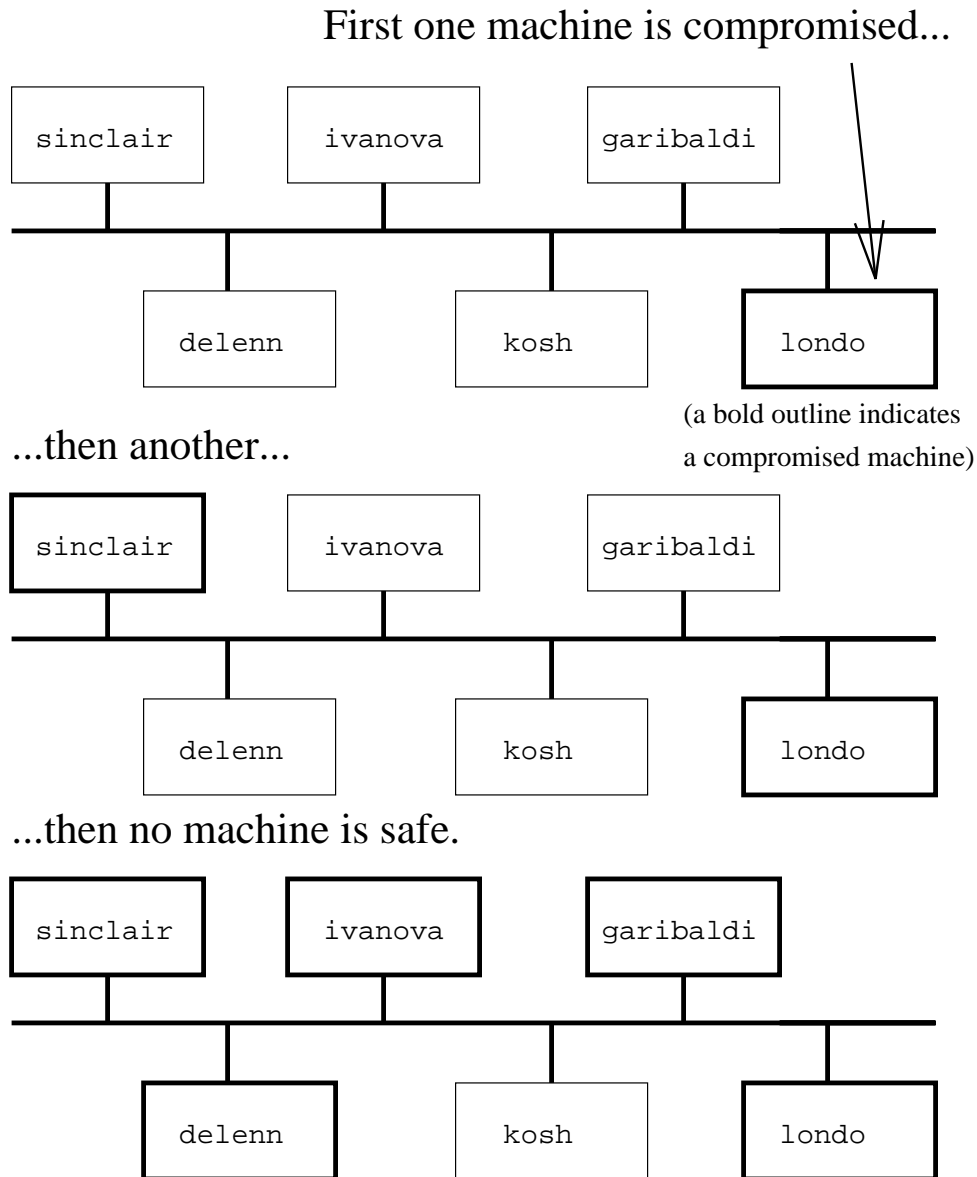 First one machine is compromised...
sinclair ivanova garibaldi
delenn kosh londo
(a bold outline indicates
a compromised machine)
...then another...
sinclair ivanova garibaldi
delenn kosh londo
...then no machine is safe.
sinclair ivanova garibaldi
delenn kosh londo